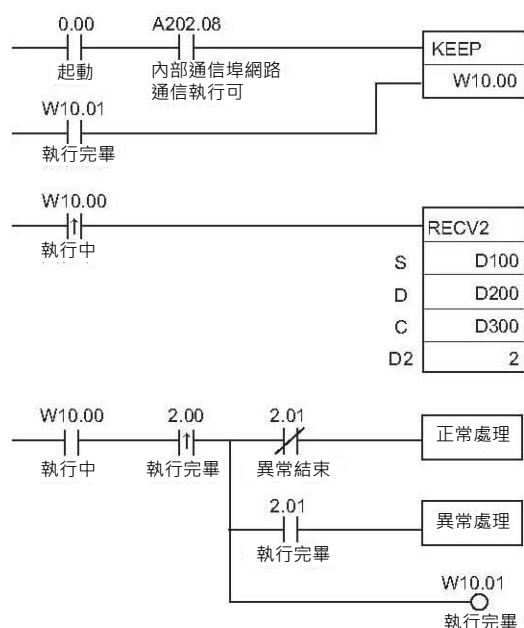 0.00 A202.08
KEEP
起動 內部通信埠網路
通信執行可
W10.00
W10.01
執行完畢
W10.00
執行中
RECV2
S D100
D D200
C D300
D2 2
W10.00 2.00 2.01
正常處理
執行中 執行完畢 異常結束
2.01
異常處理
執行完畢
W10.01
執行完畢